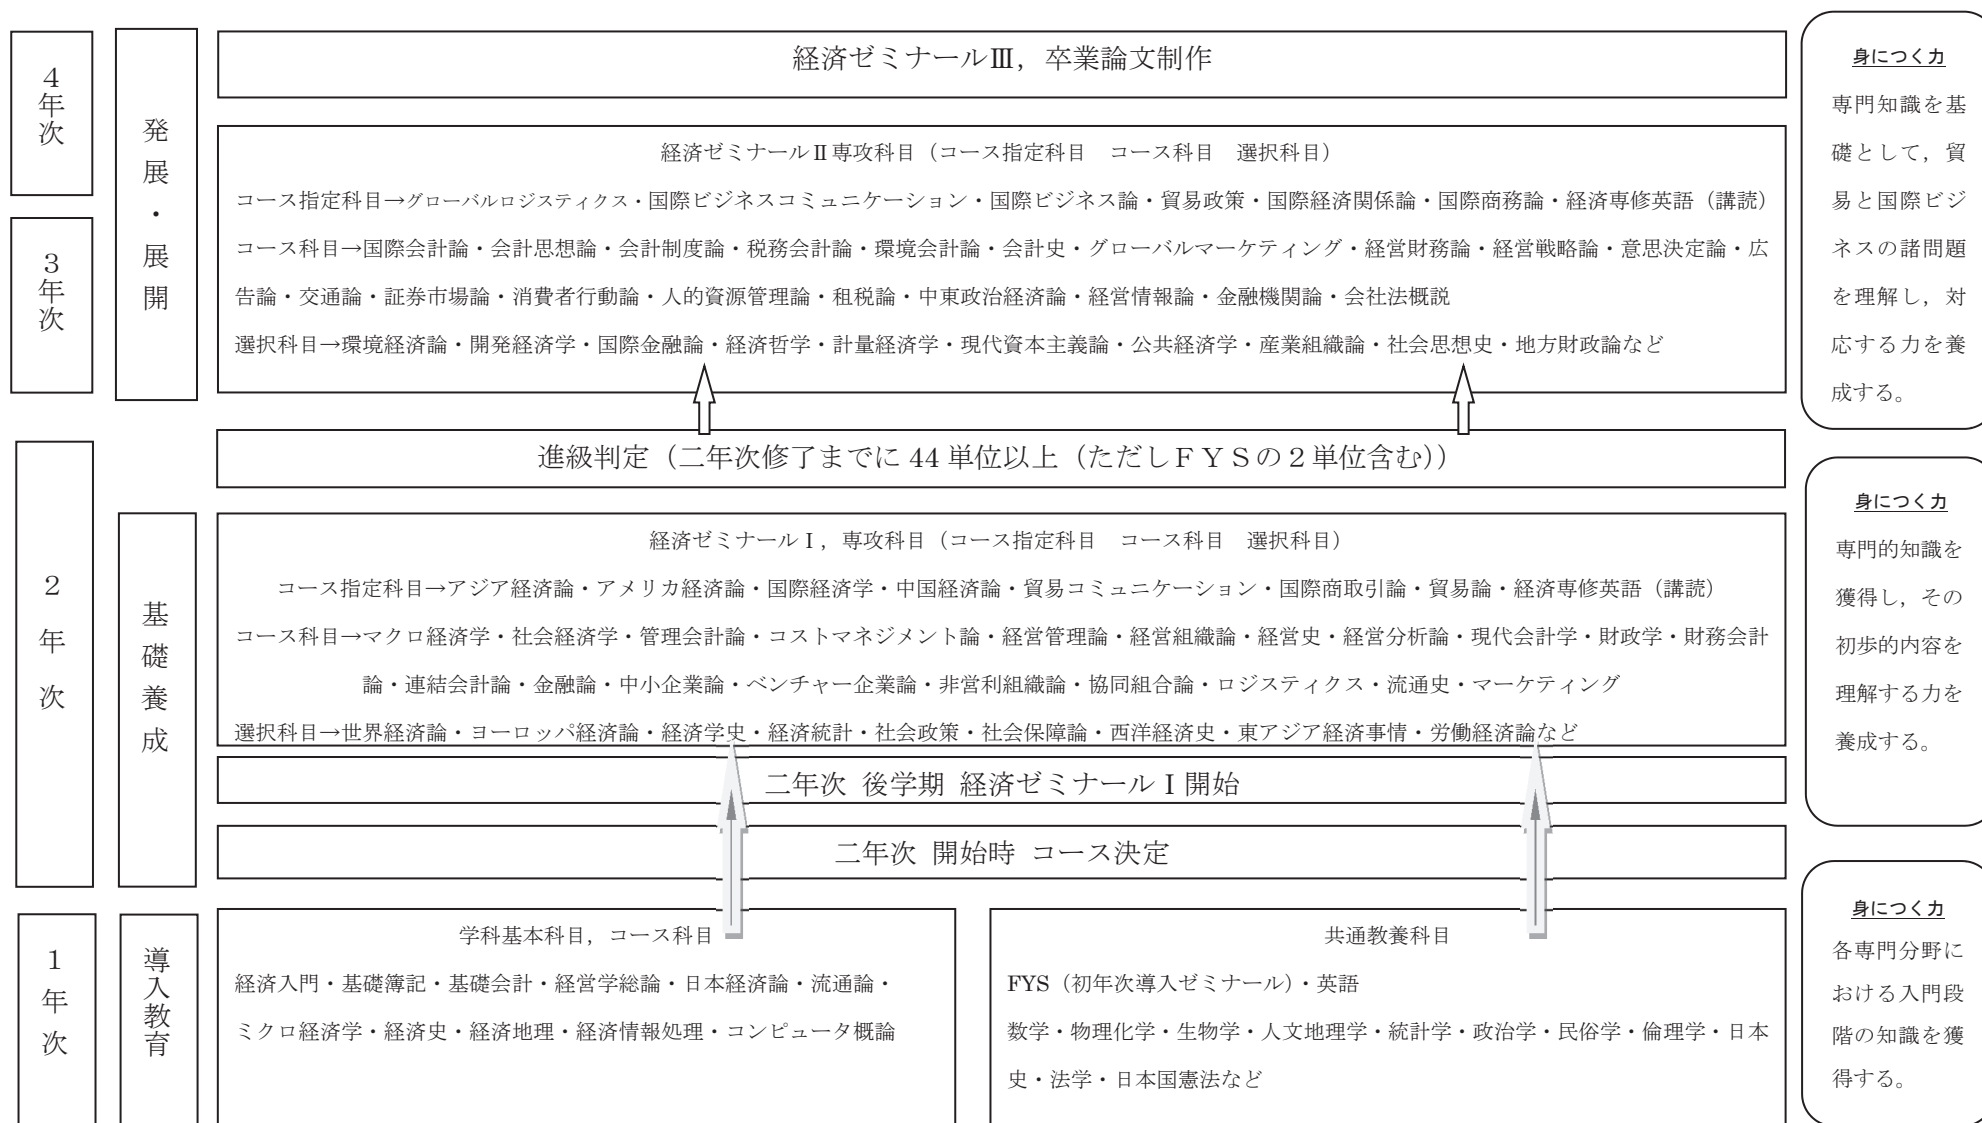 4年次
3年次
発展・展開
経済ゼミナールⅢ，卒業論文制作
経済ゼミナールⅡ専攻科目（コース指定科目　コース科目　選択科目）
コース指定科目→グローバルロジスティクス・国際ビジネスコミュニケーション・国際ビジネス論・貿易政策・国際経済関係論・国際商務論・経済専修英語（講読）
コース科目→国際会計論・会計思想論・会計制度論・税務会計論・環境会計論・会計史・グローバルマーケティング・経営財務論・経営戦略論・意思決定論・広
告論・交通論・証券市場論・消費者行動論・人的資源管理論・租税論・中東政治経済論・経営情報論・金融機関論・会社法概説
選択科目→環境経済論・開発経済学・国際金融論・経済哲学・計量経済学・現代資本主義論・公共経済学・産業組織論・社会思想史・地方財政論など
身につく力
専門知識を基
礎として，貿
易と国際ビジ
ネスの諸問題
を理解し，対
応する力を養
成する。
進級判定（二年次修了までに 44 単位以上（ただしＦＹＳの２単位含む））
2年次
基礎養成
経済ゼミナールⅠ，専攻科目（コース指定科目　コース科目　選択科目）
コース指定科目→アジア経済論・アメリカ経済論・国際経済学・中国経済論・貿易コミュニケーション・国際商取引論・貿易論・経済専修英語（講読）
コース科目→マクロ経済学・社会経済学・管理会計論・コストマネジメント論・経営管理論・経営組織論・経営史・経営分析論・現代会計学・財政学・財務会計
論・連結会計論・金融論・中小企業論・ベンチャー企業論・非営利組織論・協同組合論・ロジスティクス・流通史・マーケティング
選択科目→世界経済論・ヨーロッパ経済論・経済学史・経済統計・社会政策・社会保障論・西洋経済史・東アジア経済事情・労働経済論など
二年次 後学期 経済ゼミナールⅠ開始
二年次 開始時 コース決定
身につく力
専門的知識を
獲得し，その
初歩的内容を
理解する力を
養成する。
1年次
導入教育
学科基本科目，コース科目
経済入門・基礎簿記・基礎会計・経営学総論・日本経済論・流通論・
ミクロ経済学・経済史・経済地理・経済情報処理・コンピュータ概論
共通教養科目
FYS（初年次導入ゼミナール）・英語
数学・物理化学・生物学・人文地理学・統計学・政治学・民俗学・倫理学・日本
史・法学・日本国憲法など
身につく力
各専門分野に
おける入門段
階の知識を獲
得する。